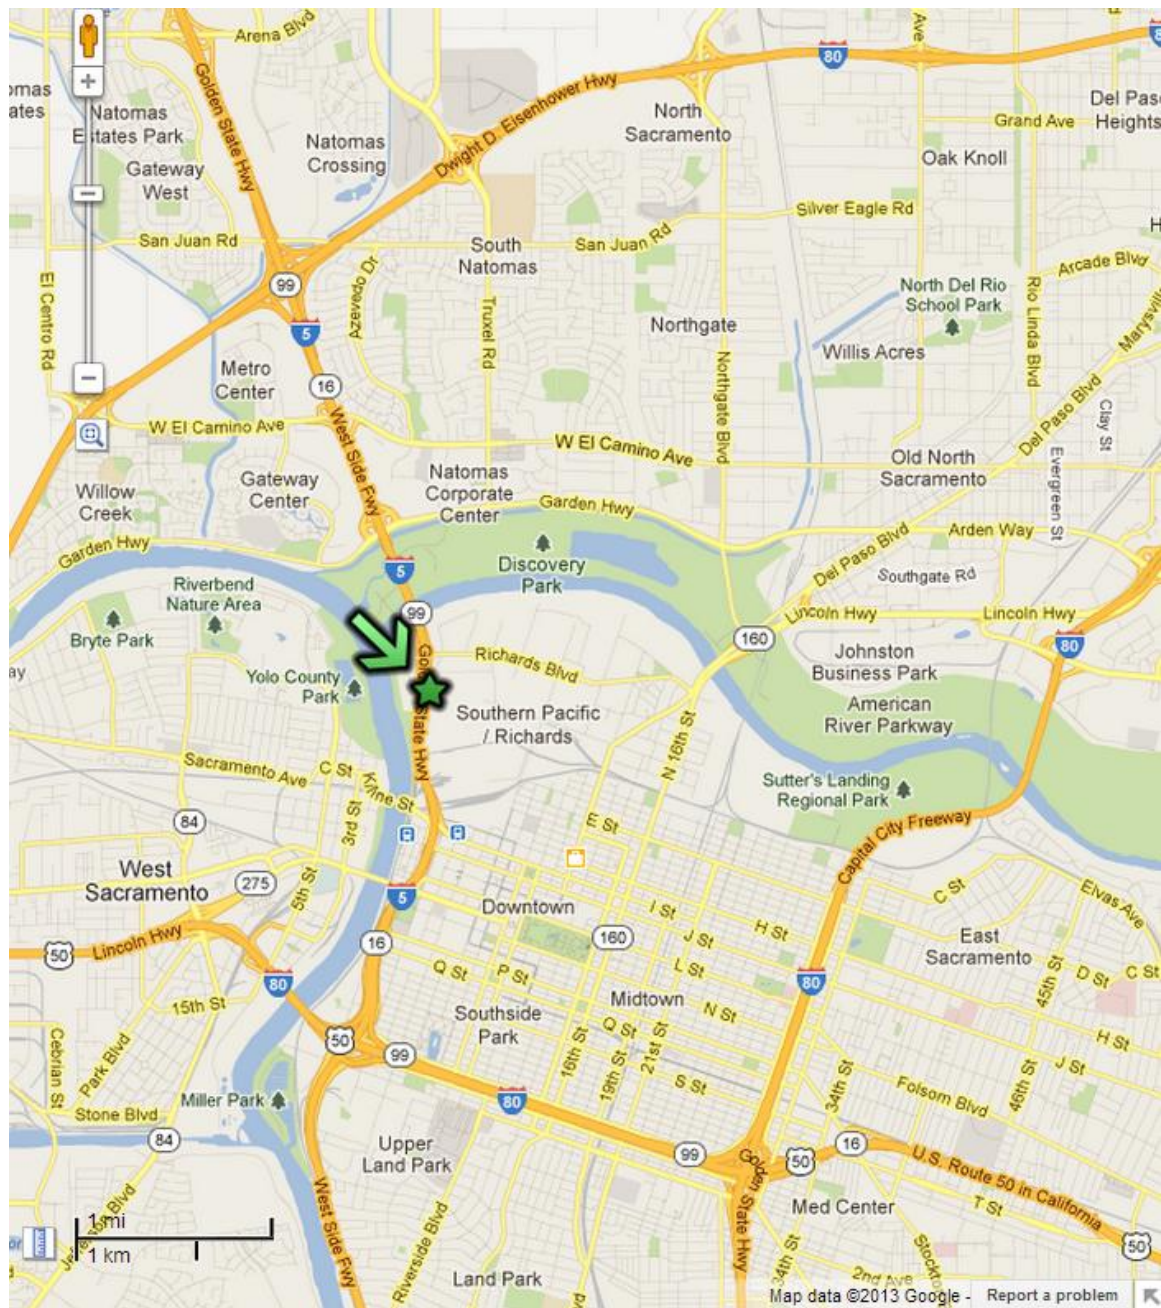 Arena Blvd
80
Ave
omas
ates
Natomas
Estates Park
Golden State Hwy
Natomas
Crossing
Dwight D. Eisenhower Hwy
North
Sacramento
Del Paso
Heights
Grand Ave
Oak Knoll
Gateway
West
Silver Eagle Rd
San Juan Rd
South
Natomas
San Juan Rd
H
Arcade Blvd
El Centro Rd
99
Azevedo Dr
Truxel Rd
North Del Rio
School Park
Rio Linda Blvd
Marysvill
5
Northgate
Willis Acres
Metro
Center
16
Northgate Blvd
Del Paso Blvd
Clay St
W El Camino Ave
West Side Fwy
W El Camino Ave
Evergreen St
Willow
Creek
Gateway
Center
Natomas
Corporate
Center
Old North
Sacramento
Garden Hwy
Garden Hwy
Arden Way
5
Discovery
Park
Del Paso Blvd
Southgate Rd
Riverbend
Nature Area
99
Lincoln Hwy
Lincoln Hwy
Bryte Park
160
80
ay
Yolo County
Park
Richards Blvd
Johnston
Business Park
Golden State Hwy
Southern Pacific
/ Richards
N 16th St
American
River Parkway
Sacramento Ave
C St
Kline St
Sutter's Landing
Regional Park
84
3rd St
E St
Capital City Freeway
West
Sacramento
275
5th St
5
Downtown
C St
Elvas Ave
I St
H St
50
Lincoln Hwy
16
160
J St
East
Sacramento
80
Q St
P St
L St
80
D St
C St
15th St
Southside
Park
Midtown
N St
45th St
Cebrian St
Park Blvd
50
99
16th St
Q St
19th St
21st St
H St
J St
S St
34th St
Folsom Blvd
46th St
Miller Park
80
Stone Blvd
84
Upper
Land Park
99
50
16
Golden State Hwy
U.S. Route 50 in California
Med Center
T St
West Side Fwy
Riverside Blvd
1 mi
1 km
Blvd
34th St
50
Land Park
2nd Ave
Map data ©2013 Google - Report a problem